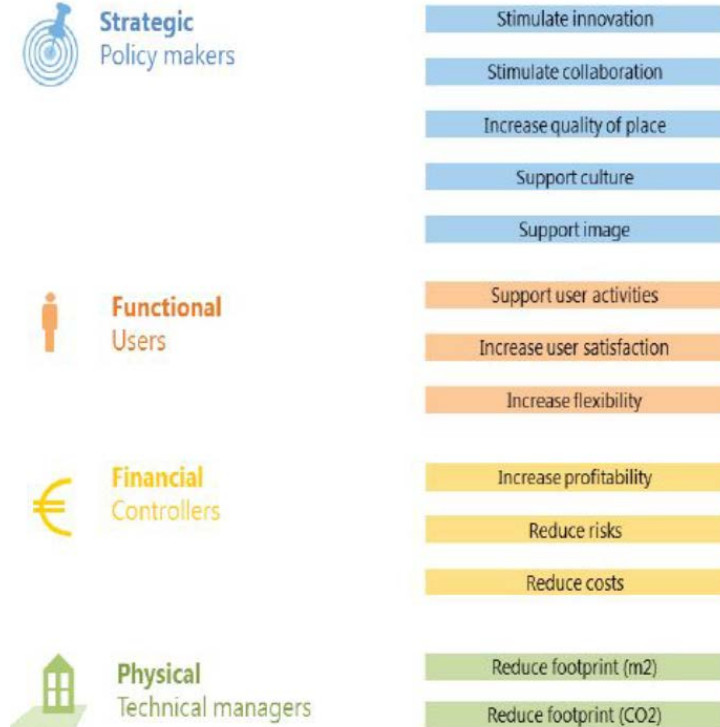 Strategic
Policy makers
Stimulate innovation
Stimulate collaboration
Increase quality of place
Support culture
Support image
Functional
Users
Support user activities
Increase user satisfaction
Increase flexibility
Financial
Controllers
Increase profitability
Reduce risks
Reduce costs
Physical
Technical managers
Reduce footprint (m2)
Reduce footprint (CO2)